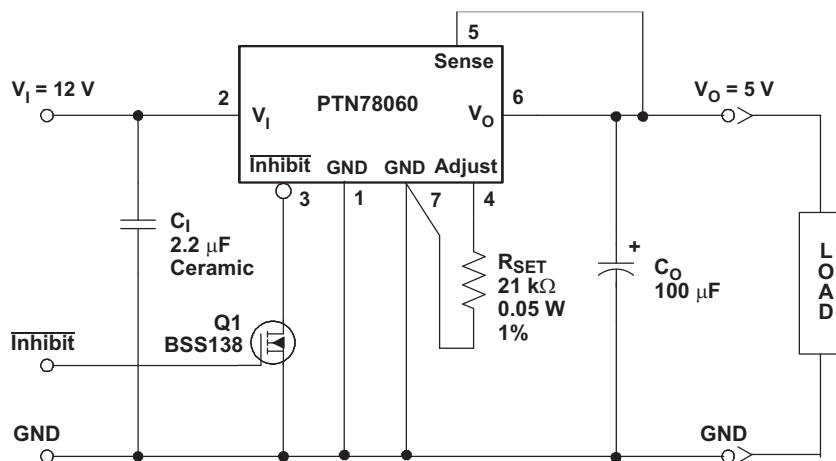 5
Sense
V_I = 12 V
2
V_I
PTN78060
V_O
6
V_O = 5 V
Inhibit
GND
GND
Adjust
3
1
7
4
C_I
2.2 μF
Ceramic
R_SET
21 kΩ
0.05 W
1%
+
C_O
100 μF
LOAD
Q1
BSS138
Inhibit
GND
GND